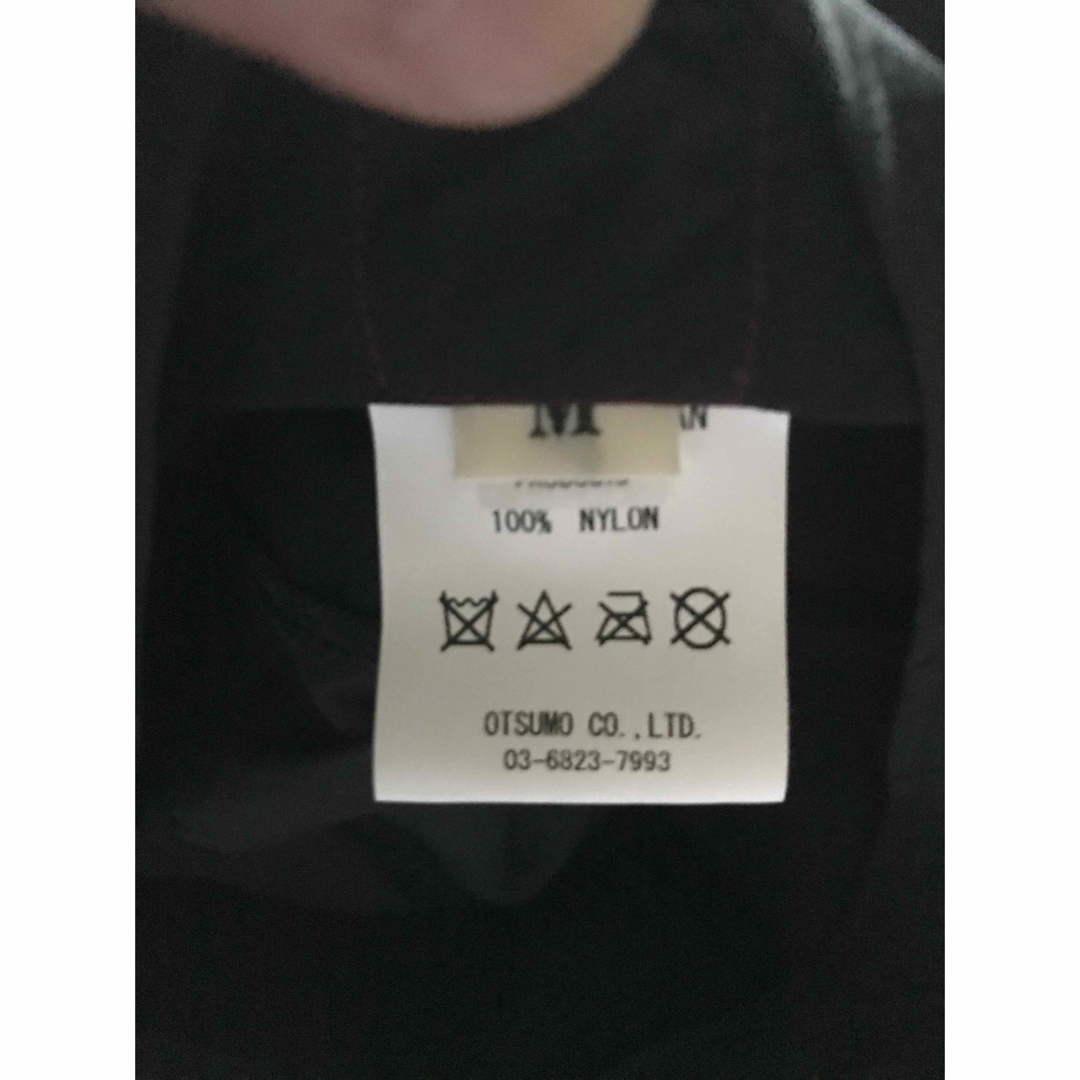 M
100% NYLON
OTSUMO CO.,LTD.
03-6823-7993